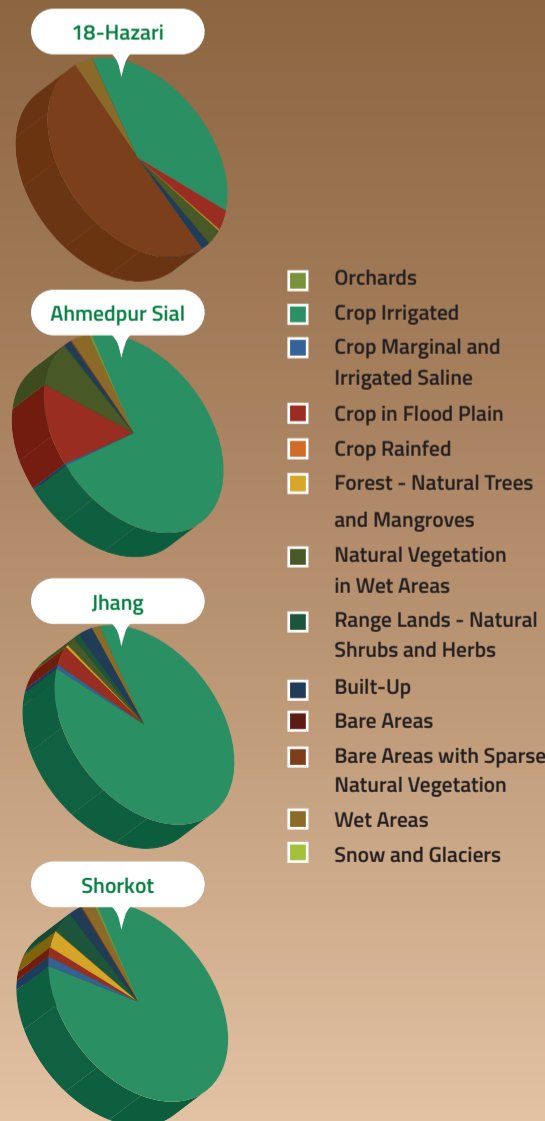 18-Hazari
Ahmedpur Sial
Jhang
Shorkot
Orchards
Crop Irrigated
Crop Marginal and
Irrigated Saline
Crop in Flood Plain
Crop Rainfed
Forest - Natural Trees
and Mangroves
Natural Vegetation
in Wet Areas
Range Lands - Natural
Shrubs and Herbs
Built-Up
Bare Areas
Bare Areas with Sparse
Natural Vegetation
Wet Areas
Snow and Glaciers